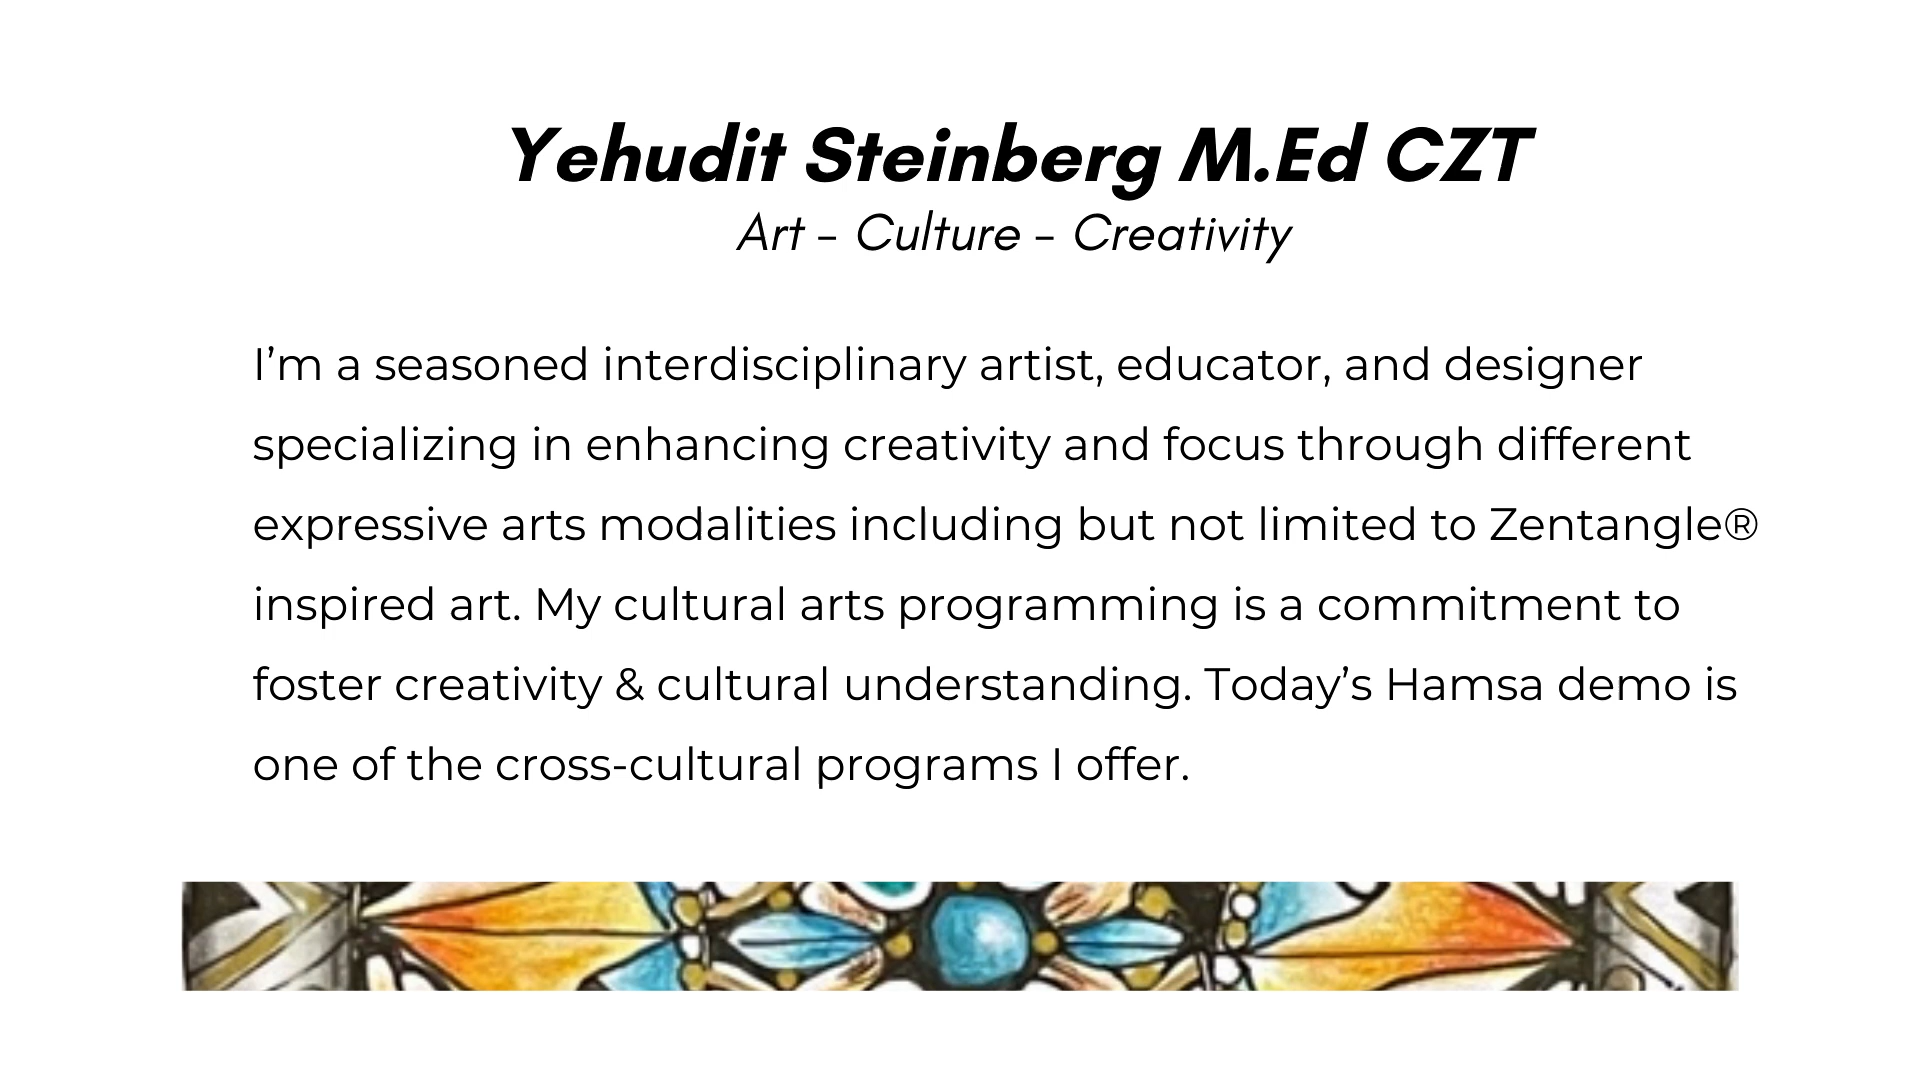 Yehudit Steinberg M.Ed CZT
Art - Culture - Creativity
I’m a seasoned interdisciplinary artist, educator, and designer
specializing in enhancing creativity and focus through different
expressive arts modalities including but not limited to Zentangle®
inspired art. My cultural arts programming is a commitment to
foster creativity & cultural understanding. Today’s Hamsa demo is
one of the cross-cultural programs I offer.